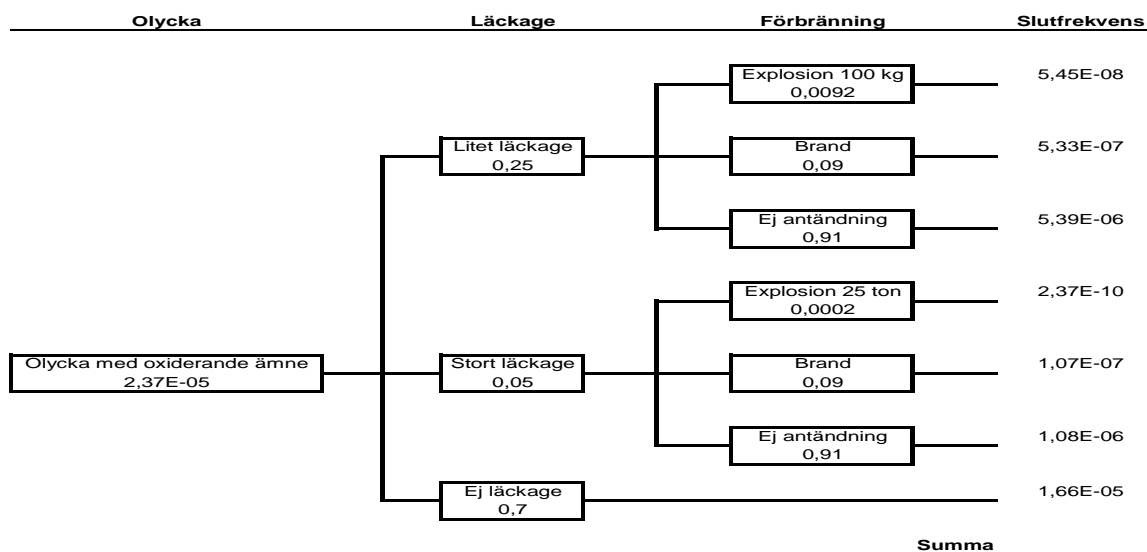 Olycka Läckage Förbränning Slutfrekvens
Explosion 100 kg
0,0092
5,45E-08
Litet läckage
0,25
Brand
0,09
5,33E-07
Ej antändning
0,91
5,39E-06
Explosion 25 ton
0,0002
2,37E-10
Olycka med oxiderande ämne
2,37E-05
Stort läckage
0,05
Brand
0,09
1,07E-07
Ej antändning
0,91
1,08E-06
Ej läckage
0,7
1,66E-05
Summa